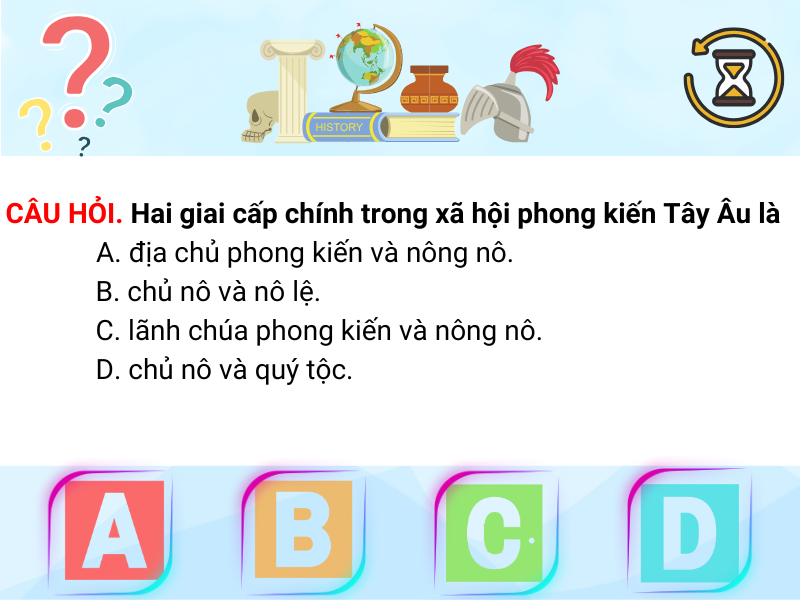 ? ? ? ?
HISTORY
CÂU HỎI. Hai giai cấp chính trong xã hội phong kiến Tây Âu là
A. địa chủ phong kiến và nông nô.
B. chủ nô và nô lệ.
C. lãnh chúa phong kiến và nông nô.
D. chủ nô và quý tộc.
A B C D